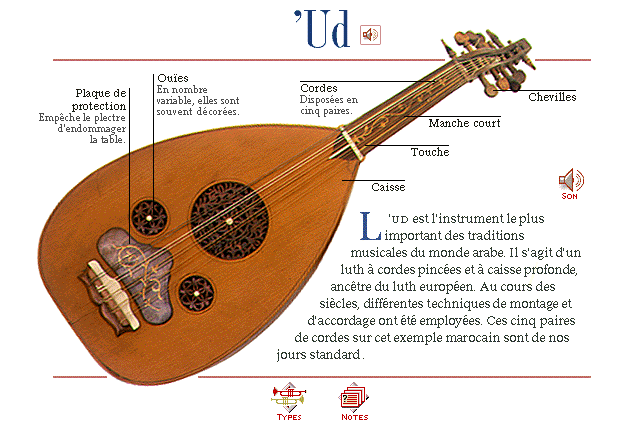 'Ud
Plaque de
protection
Empêche le plectre
d'endommager
la table.
Ouïes
En nombre
variable, elles sont
souvent décorées.
Cordes
Disposées en
cinq paires.
Chevilles
Manche court
Touche
Caisse
Son
L'UD est l'instrument le plus
important des traditions
musicales du monde arabe. Il s'agit d'un
luth à cordes pincées et à caisse profonde,
ancêtre du luth européen. Au cours des
siècles, différentes techniques de montage et
d'accordage ont été employées. Ces cinq paires
de cordes sur cet exemple marocain sont de nos
jours standard.
Types
Notes